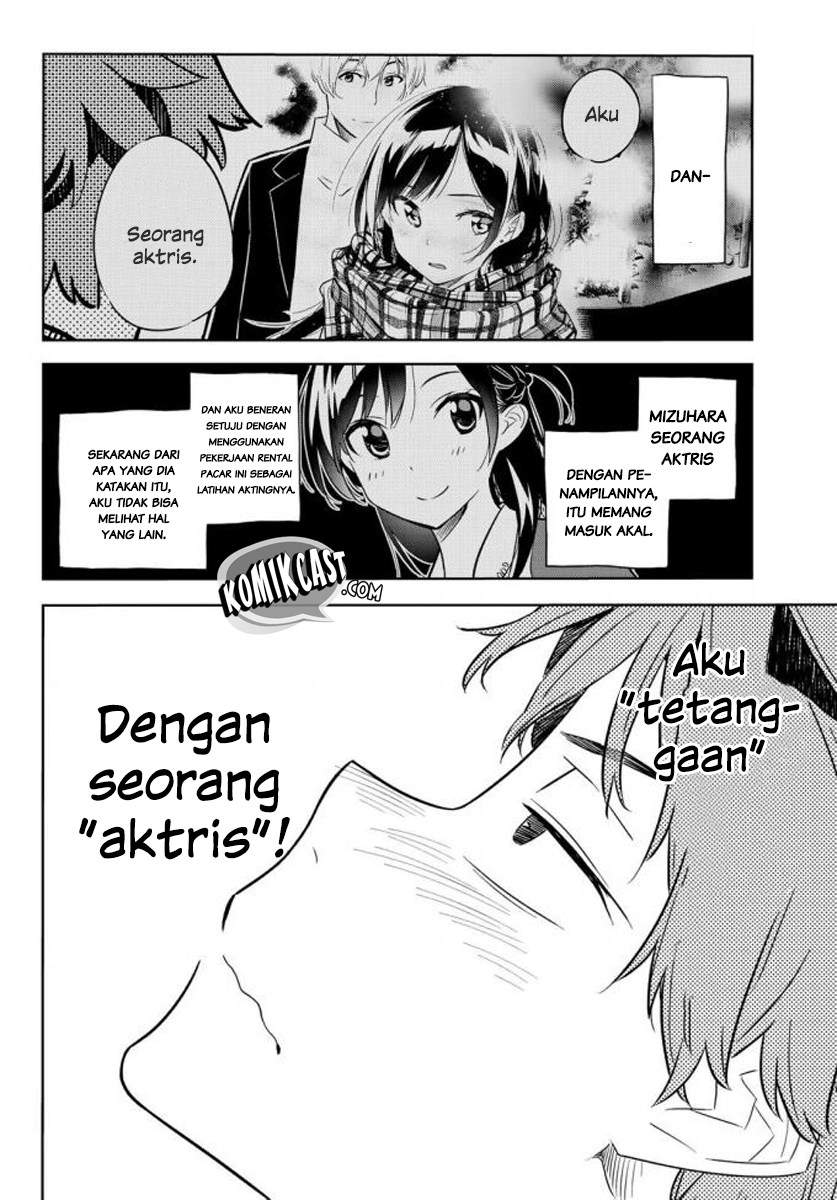 DAN-
Aku
Seorang
aktris.
MIZUHARA
SEORANG
AKTRIS
DENGAN PE-
NAMPILANNYA,
ITU MEMANG
MASUK AKAL.
DAN AKU BENERAN
SETUJU DENGAN
MENGGUNAKAN
PEKERJAAN RENTAL
PACAR INI SEBAGAI
LATIHAN AKTINGNYA.
SEKARANG DARI
APA YANG DIA
KATAKAN ITU,
AKU TIDAK BISA
MELIHAT HAL
YANG LAIN.
KOMIKCAST
.COM
Aku
"tetang-
gaan"
Dengan
seorang
"aktris"!